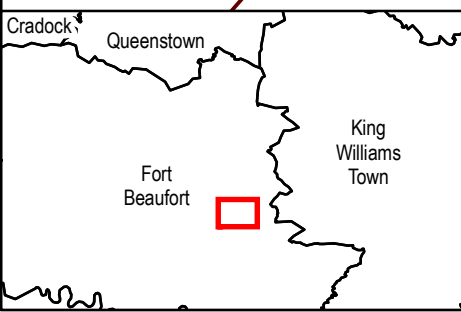 Cradock
Queenstown
King
Williams
Town
Fort
Beaufort